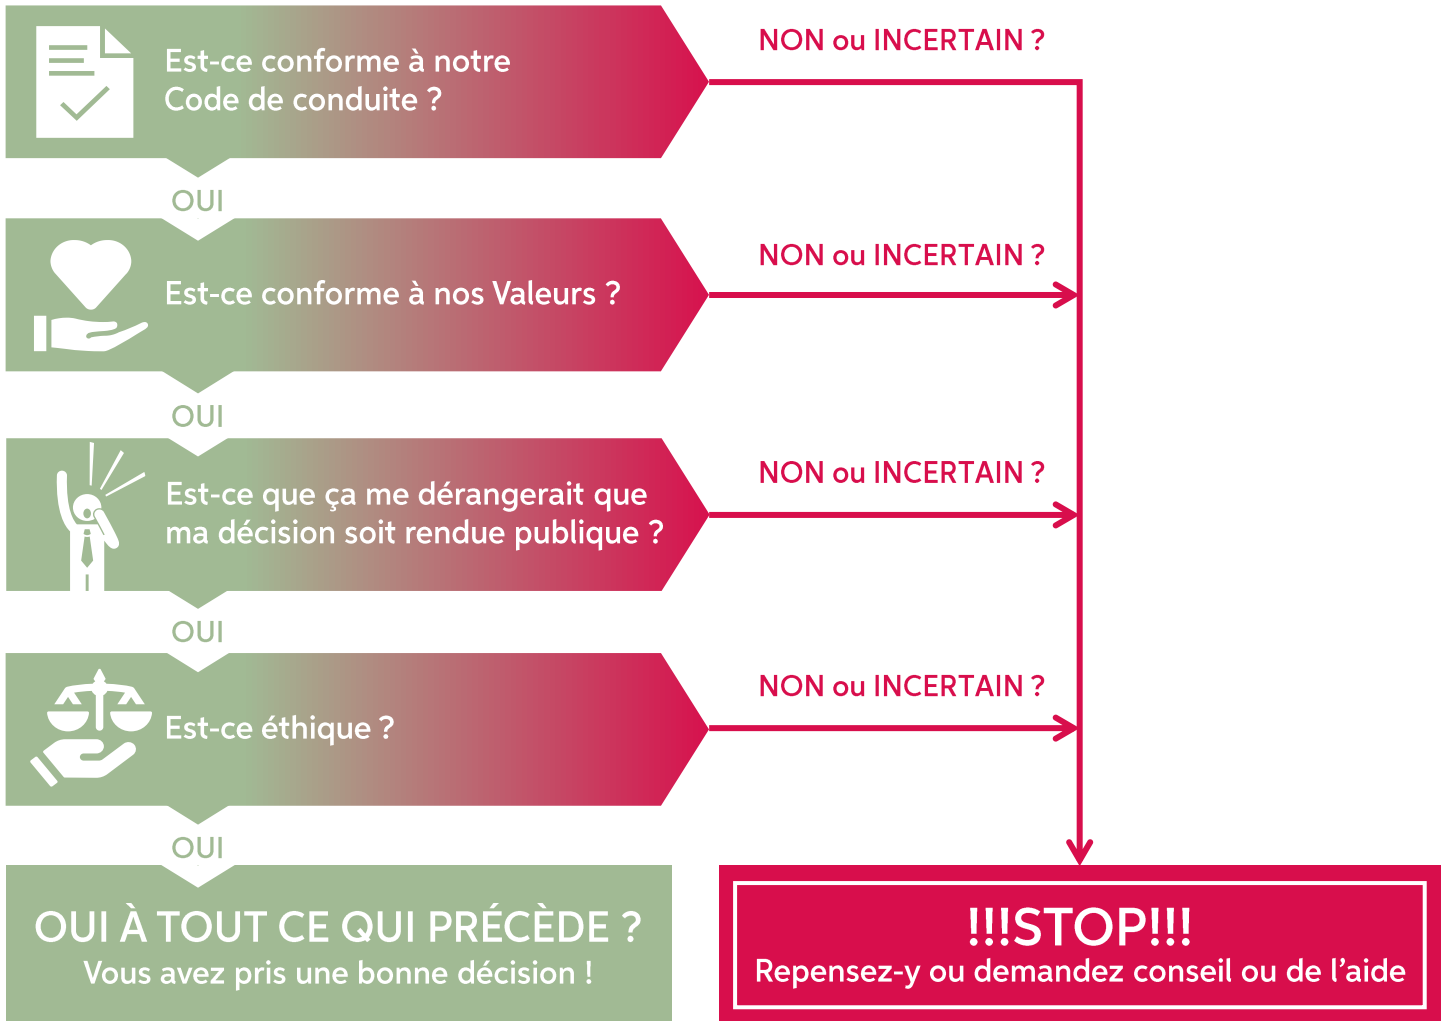 Est-ce conforme à notre
Code de conduite ?
NON ou INCERTAIN ?
OUI
Est-ce conforme à nos Valeurs ?
NON ou INCERTAIN ?
OUI
Est-ce que ça me dérangerait que
ma décision soit rendue publique ?
NON ou INCERTAIN ?
OUI
Est-ce éthique ?
NON ou INCERTAIN ?
OUI
OUI À TOUT CE QUI PRÉCÈDE ?
Vous avez pris une bonne décision !
!!!STOP!!!
Repensez-y ou demandez conseil ou de l’aide